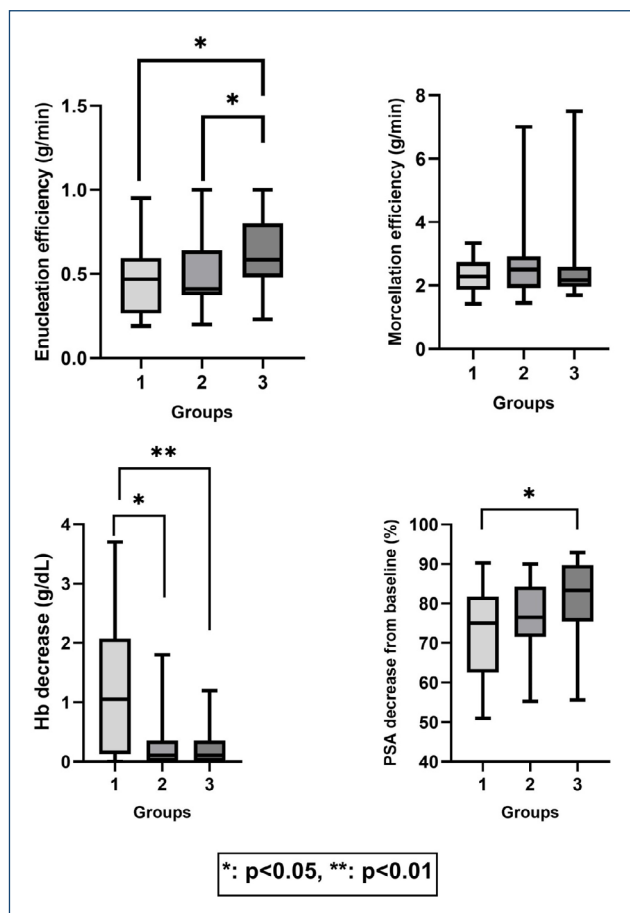 *
*
Enucleation efficiency (g/min)
1.5
1.0
0.5
0.0
1 2 3
Groups
Morcellation efficiency (g/min)
8
6
4
2
0
1 2 3
Groups
**
*
Hb decrease (g/dL)
4
3
2
1
0
1 2 3
Groups
*
PSA decrease from baseline (%)
100
90
80
70
60
50
40
1 2 3
Groups
*: p<0.05, **: p<0.01